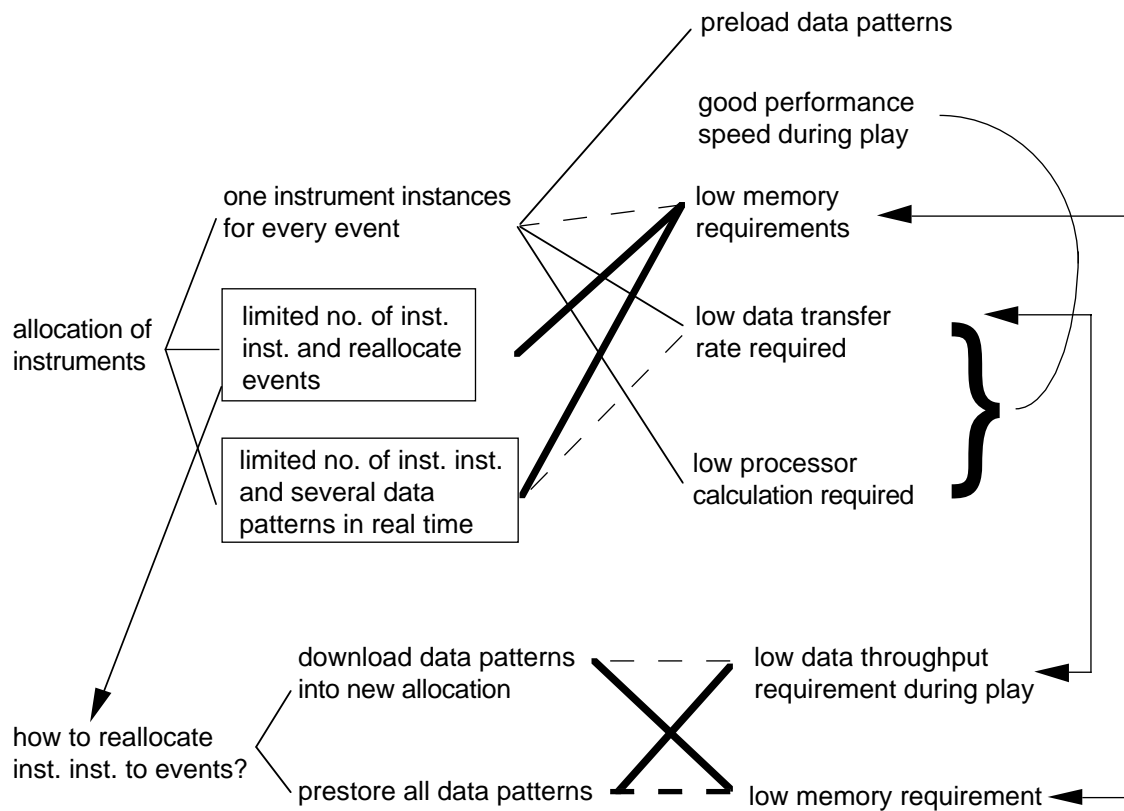 preload data patterns
good performance
speed during play
one instrument instances
for every event
low memory
requirements
allocation of
instruments
limited no. of inst.
inst. and reallocate
events
low data transfer
rate required
limited no. of inst. inst.
and several data
patterns in real time
low processor
calculation required
}
download data patterns
into new allocation
low data throughput
requirement during play
how to reallocate
inst. inst. to events?
prestore all data patterns
low memory requirement